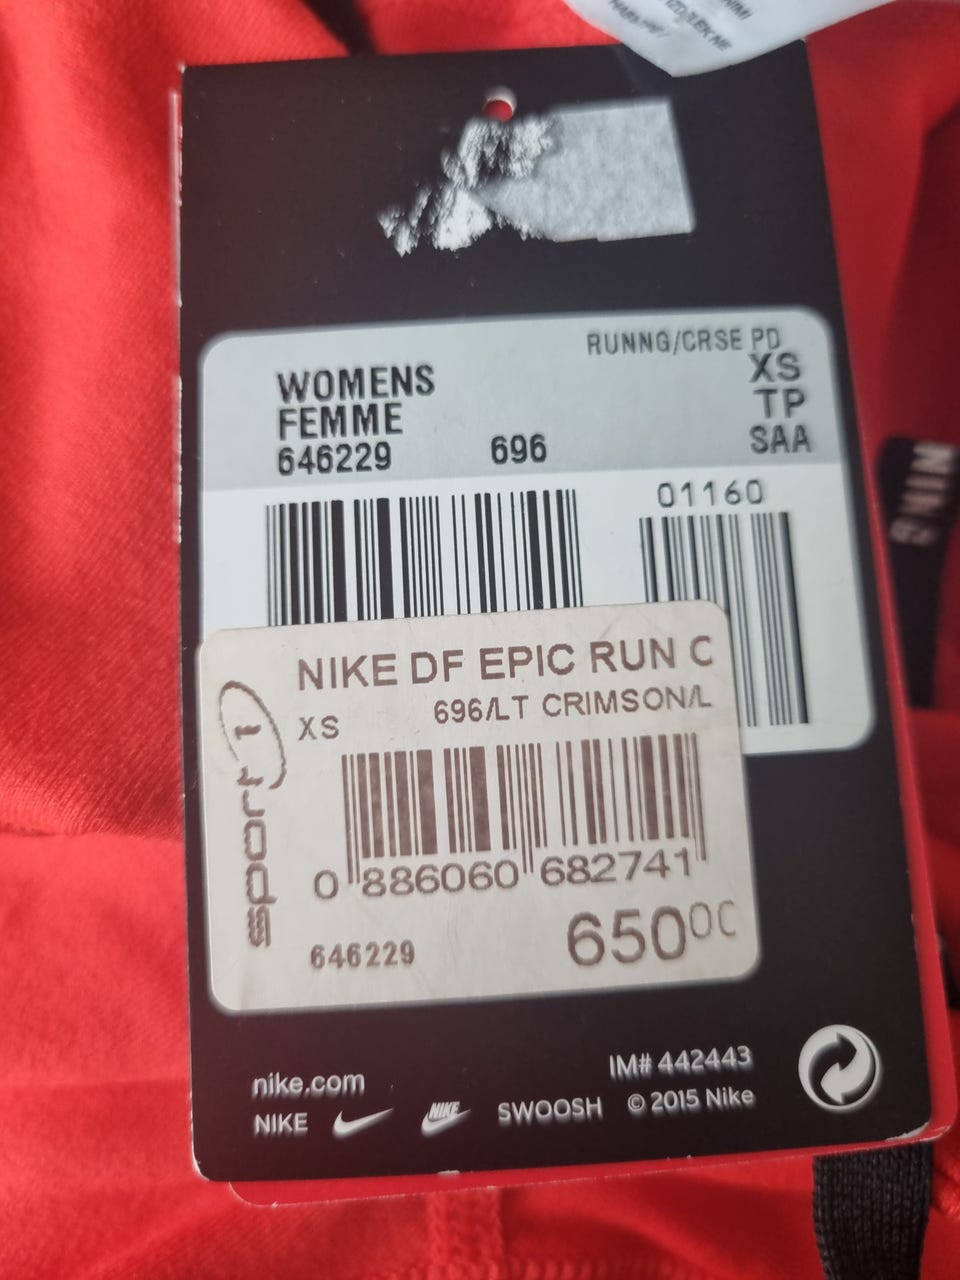 RUNNG/CRSE PD
WOMENS
XS
FEMME
TP
646229 696
SAA
01160
NIKE DF EPIC RUN C
XS 696/LT CRIMSON/L
sport 1
0 886060 682741
646229
650 00
nike.com
IM# 442443
NIKE NIKE SWOOSH © 2015 Nike